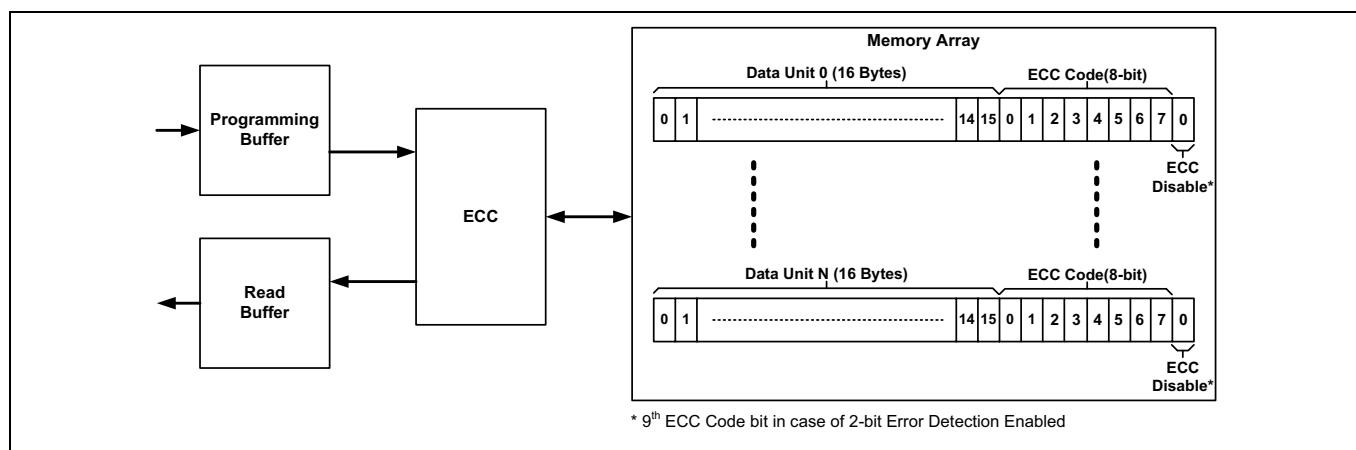 Memory Array
Data Unit 0 (16 Bytes) ECC Code(8-bit)
0 1 14 15 0 1 2 3 4 5 6 7 0
ECC
Disable*
Programming
Buffer
ECC
Read
Buffer
Data Unit N (16 Bytes) ECC Code(8-bit)
0 1 14 15 0 1 2 3 4 5 6 7 0
ECC
Disable*
* 9th ECC Code bit in case of 2-bit Error Detection Enabled